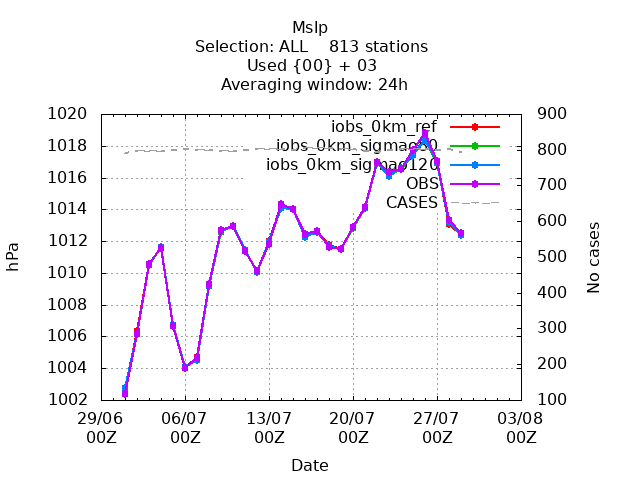 Mslp
Selection: ALL    813 stations
Used {00} + 03
Averaging window: 24h
1020
1018
1016
1014
1012
1010
1008
1006
1004
1002
hPa
900
800
700
600
500
400
300
200
100
No cases
iobs_0km_ref
iobs_0km_sigmao80
iobs_0km_sigmao120
OBS
CASES
29/06 06/07 13/07 20/07 27/07 03/08
00Z 00Z 00Z 00Z 00Z 00Z
Date